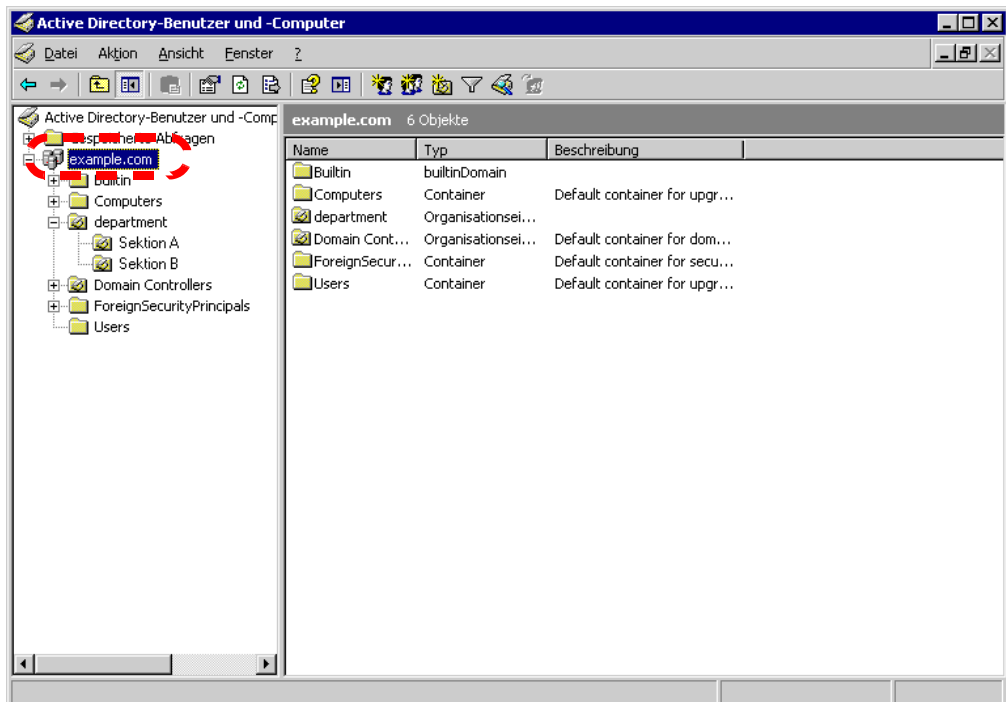 Active Directory-Benutzer und -Computer
Datei Aktion Ansicht Fenster ?
Active Directory-Benutzer und -Comp
Gespeicherte Abfragen
example.com
Builtin
Computers
department
Sektion A
Sektion B
Domain Controllers
ForeignSecurityPrincipals
Users
example.com 6 Objekte
Name Typ Beschreibung
Builtin builtinDomain
Computers Container Default container for upgr...
department Organisationsei...
Domain Cont... Organisationsei... Default container for dom...
ForeignSecur... Container Default container for secu...
Users Container Default container for upgr...